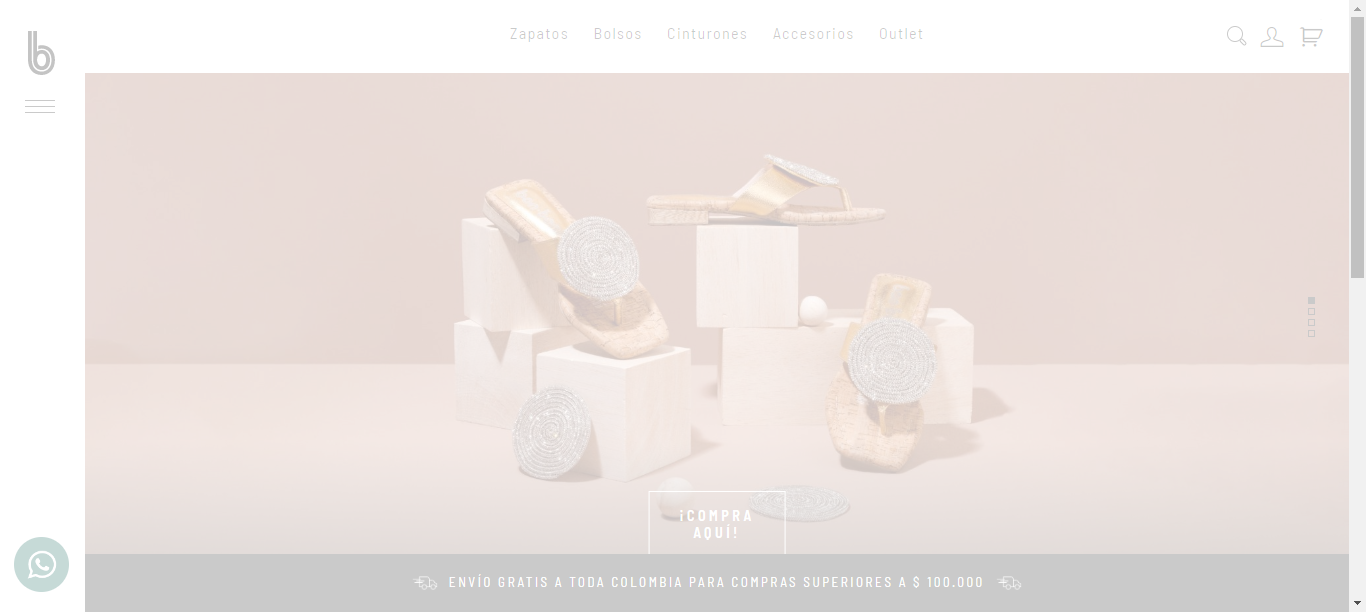 b
Zapatos Bolsos Cinturones Accesorios Outlet
¡COMPRA
AQUÍ!
ENVÍO GRATIS A TODA COLOMBIA PARA COMPRAS SUPERIORES A $ 100.000